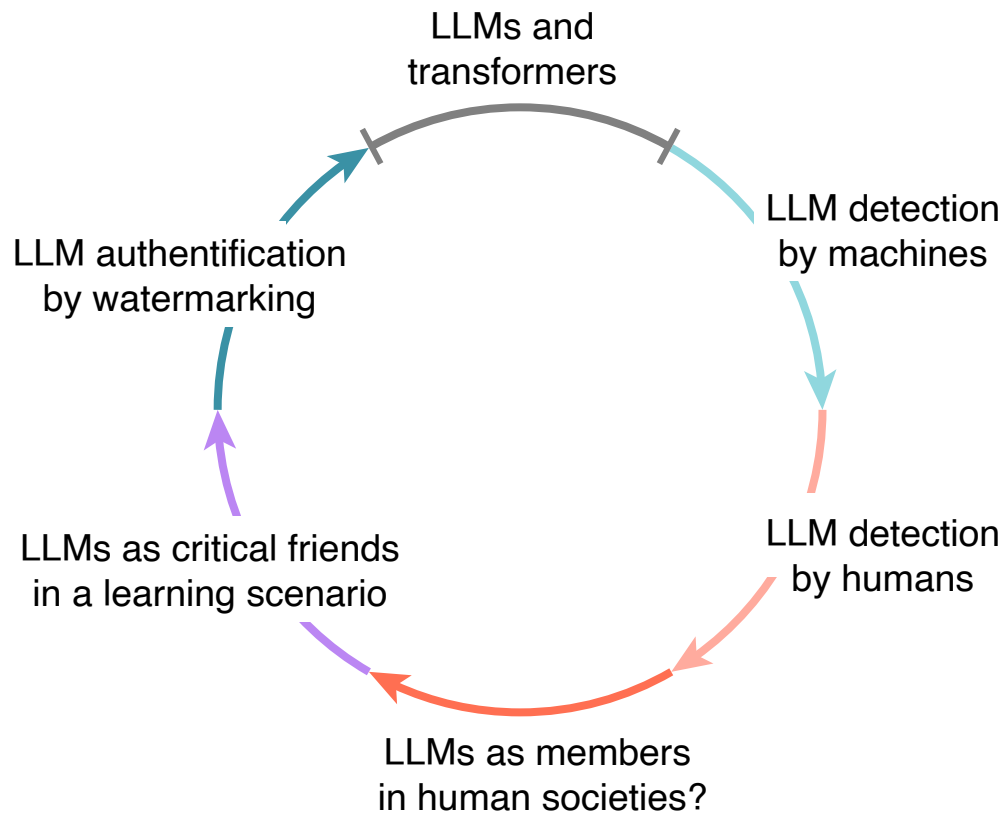 LLMs and
transformers
LLM detection
by machines
LLM detection
by humans
LLMs as members
in human societies?
LLMs as critical friends
in a learning scenario
LLM authentification
by watermarking